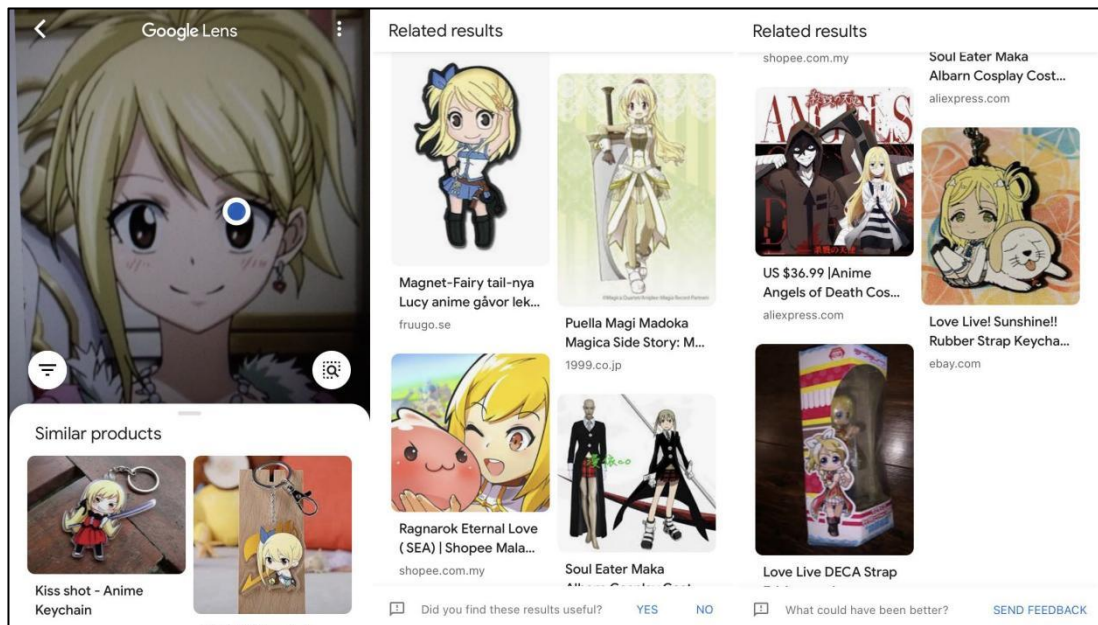 Google Lens
Similar products
Kiss shot - Anime
Keychain
Related results
Magnet-Fairy tail-nya
Lucy anime gåvor lek...
fruugo.se
Puella Magi Madoka
Magica Side Story: M...
1999.co.jp
Ragnarok Eternal Love
( SEA) | Shopee Mala...
shopee.com.my
Soul Eater Maka
Did you find these results useful?
YES
NO
Related results
shopee.com.my
Soul Eater Maka
Albarn Cosplay Cost...
aliexpress.com
ANGELS
US $36.99 |Anime
Angels of Death Cos...
aliexpress.com
Love Live! Sunshine!!
Rubber Strap Keycha...
ebay.com
Love Live DECA Strap
What could have been better?
SEND FEEDBACK